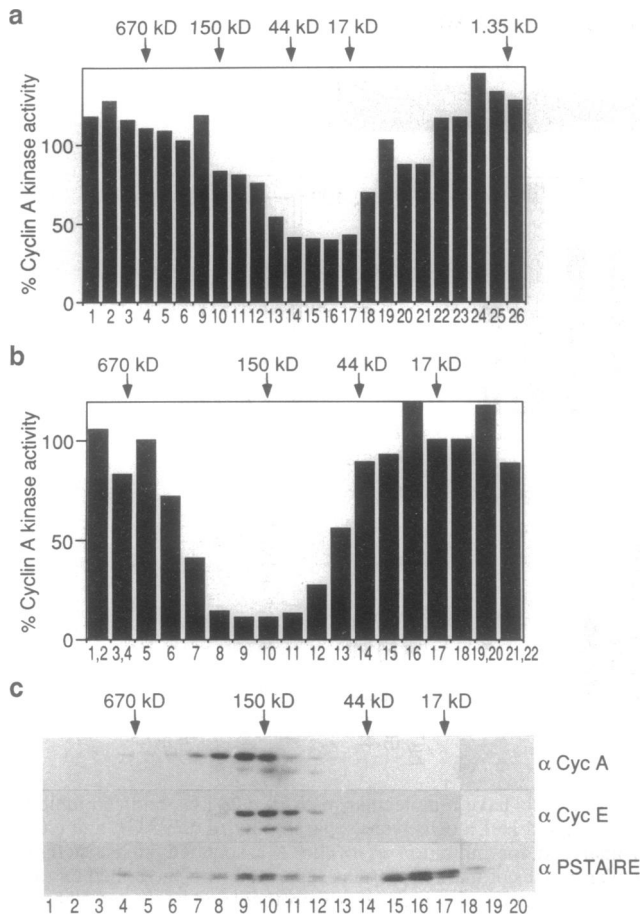 a
670 kD 150 kD 44 kD 17 kD 1.35 kD
% Cyclin A kinase activity
100
50
0
1 2 3 4 5 6 9 10 11 12 13 14 15 16 17 18 19 20 21 22 23 24 25 26
b
670 kD 150 kD 44 kD 17 kD
% Cyclin A kinase activity
100
50
0
1,2 3,4 5 6 7 8 9 10 11 12 13 14 15 16 17 18 19,20 21,22
c
670 kD 150 kD 44 kD 17 kD
α Cyc A
α Cyc E
α PSTAIRE
1 2 3 4 5 6 7 8 9 10 11 12 13 14 15 16 17 18 19 20